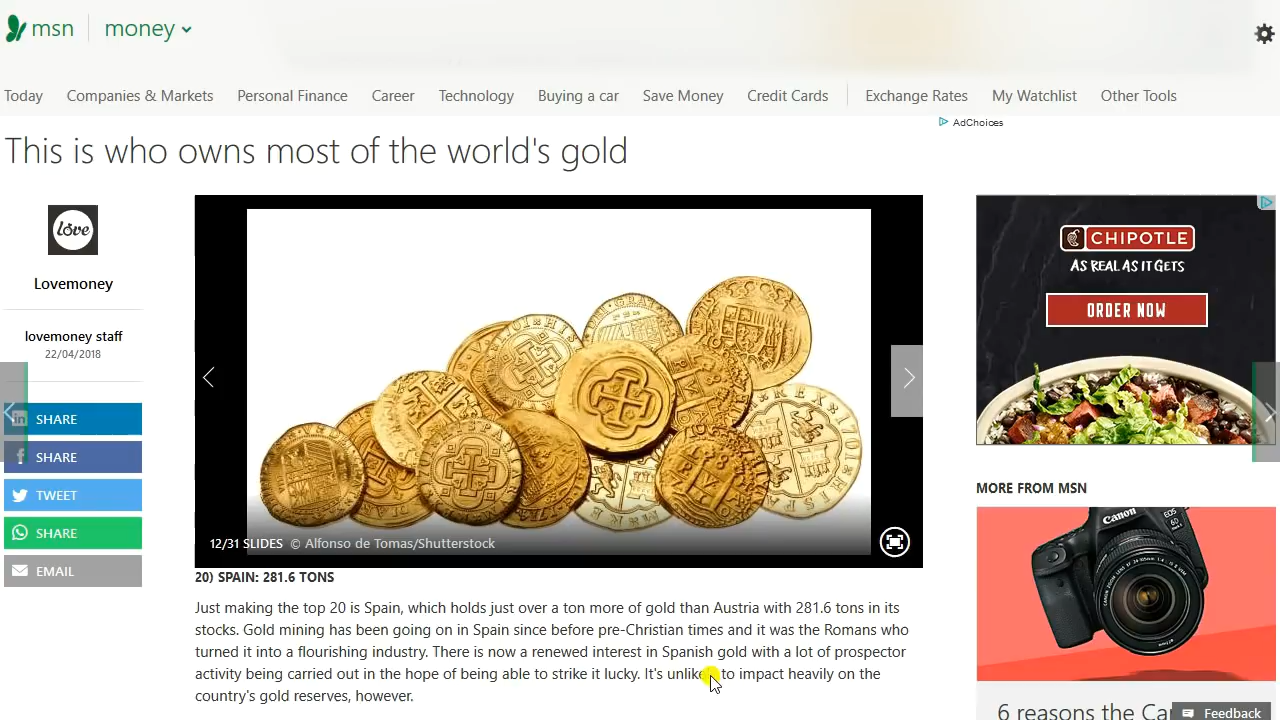 msn
money
Today
Companies & Markets
Personal Finance
Career
Technology
Buying a car
Save Money
Credit Cards
Exchange Rates
My Watchlist
Other Tools
AdChoices
This is who owns most of the world's gold
löve
Lovemoney
lovemoney staff
22/04/2018
in SHARE
f SHARE
TWEET
SHARE
EMAIL
12/31 SLIDES © Alfonso de Tomas/Shutterstock
20) SPAIN: 281.6 TONS
Just making the top 20 is Spain, which holds just over a ton more of gold than Austria with 281.6 tons in its
stocks. Gold mining has been going on in Spain since before pre-Christian times and it was the Romans who
turned it into a flourishing industry. There is now a renewed interest in Spanish gold with a lot of prospector
activity being carried out in the hope of being able to strike it lucky. It's to impact heavily on the
country's gold reserves, however.
CHIPOTLE
AS REAL AS IT GETS
ORDER NOW
MORE FROM MSN
Canon
EOS
6D
6 reasons the
Feedback